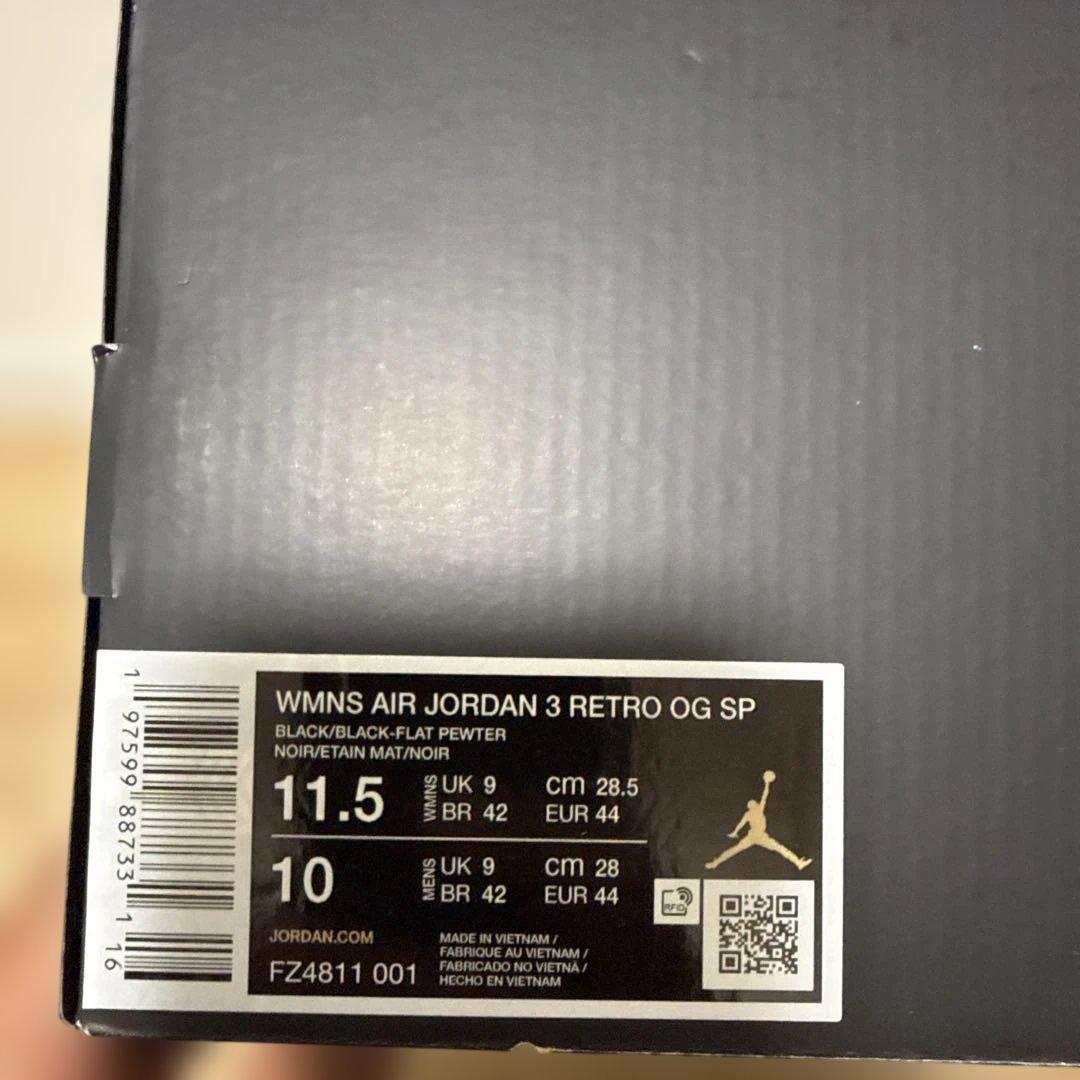 WMNS AIR JORDAN 3 RETRO OG SP
BLACK/BLACK-FLAT PEWTER
NOIR/ETAIN MAT/NOIR
11.5 WMNS UK 9 cm 28.5
BR 42 EUR 44
10 MENS UK 9 cm 28
BR 42 EUR 44
RFID
JORDAN.COM
FZ4811 001
MADE IN VIETNAM /
FABRIQUE AU VIETNAM /
FABRICADO NO VIETNÃ /
HECHO EN VIETNAM
1 97599 88733 1 16